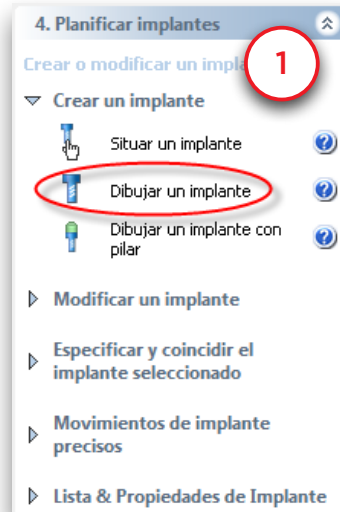 4. Planificar implantes
Crear o modificar un
1
Crear un implante
Situar un implante
Dibujar un implante
Dibujar un implante con
pilar
Modificar un implante
Especificar y coincidir el
implante seleccionado
Movimientos de implante
precisos
Lista & Propiedades de Implante